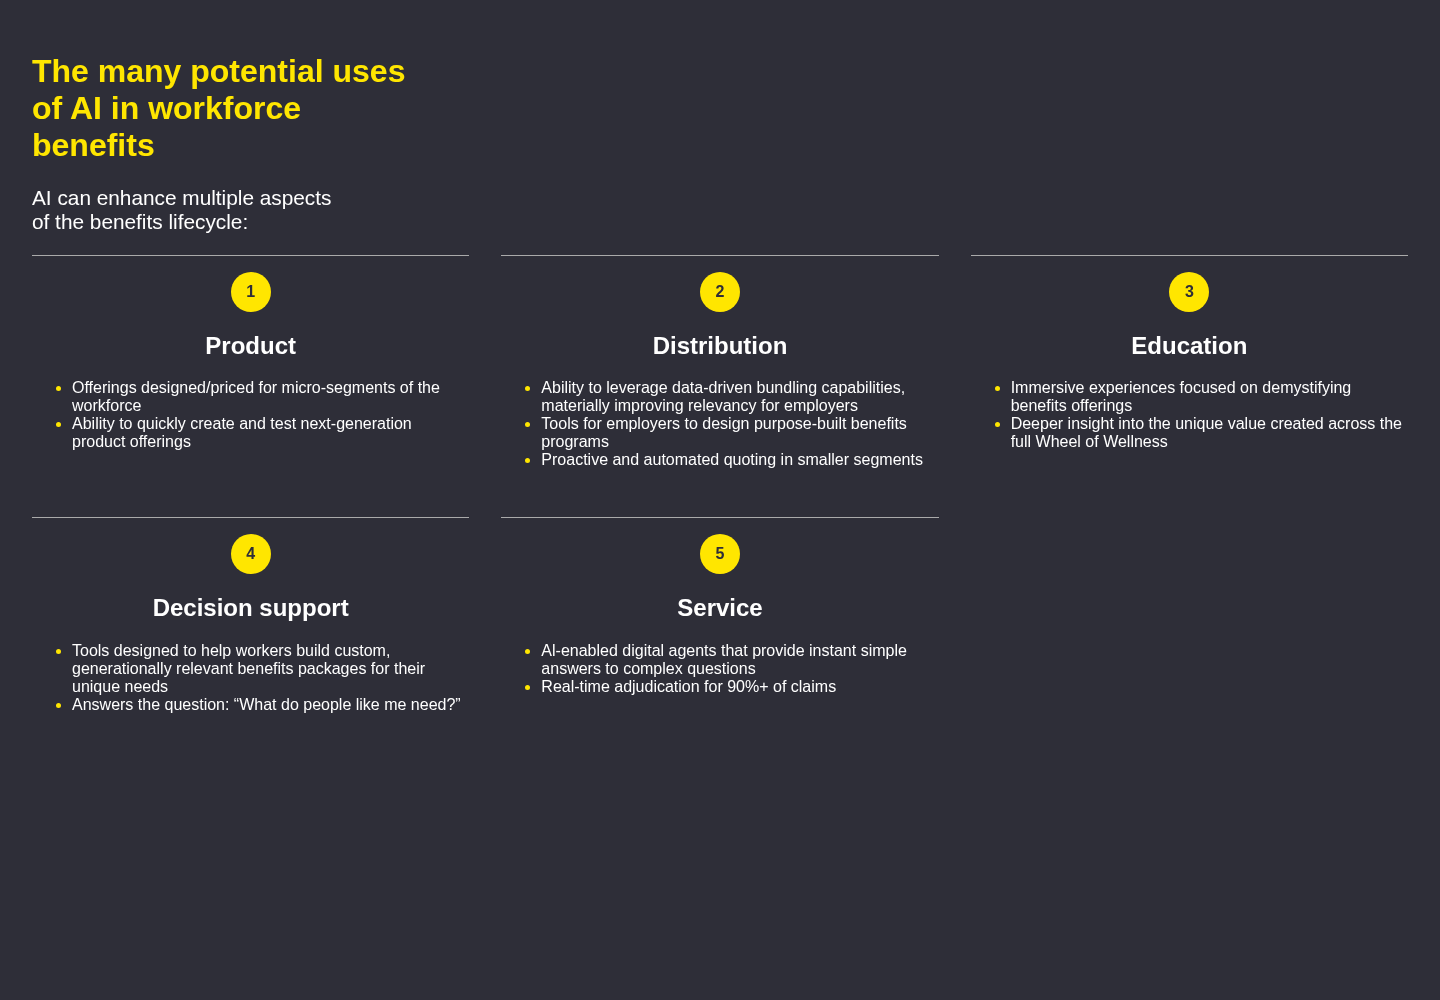 The many potential uses
of AI in workforce
benefits
AI can enhance multiple aspects
of the benefits lifecycle:
1
Product
Offerings designed/priced for micro-segments of the
workforce
Ability to quickly create and test next-generation
product offerings
2
Distribution
Ability to leverage data-driven bundling capabilities,
materially improving relevancy for employers
Tools for employers to design purpose-built benefits
programs
Proactive and automated quoting in smaller segments
3
Education
Immersive experiences focused on demystifying
benefits offerings
Deeper insight into the unique value created across the
full Wheel of Wellness
4
Decision support
Tools designed to help workers build custom,
generationally relevant benefits packages for their
unique needs
Answers the question: “What do people like me need?”
5
Service
AI-enabled digital agents that provide instant simple
answers to complex questions
Real-time adjudication for 90%+ of claims